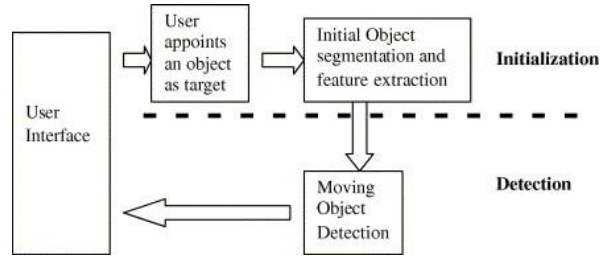 User
appoints
an object
as target
Initial Object
segmentation and
feature extraction
Initialization
User
Interface
Moving
Object
Detection
Detection